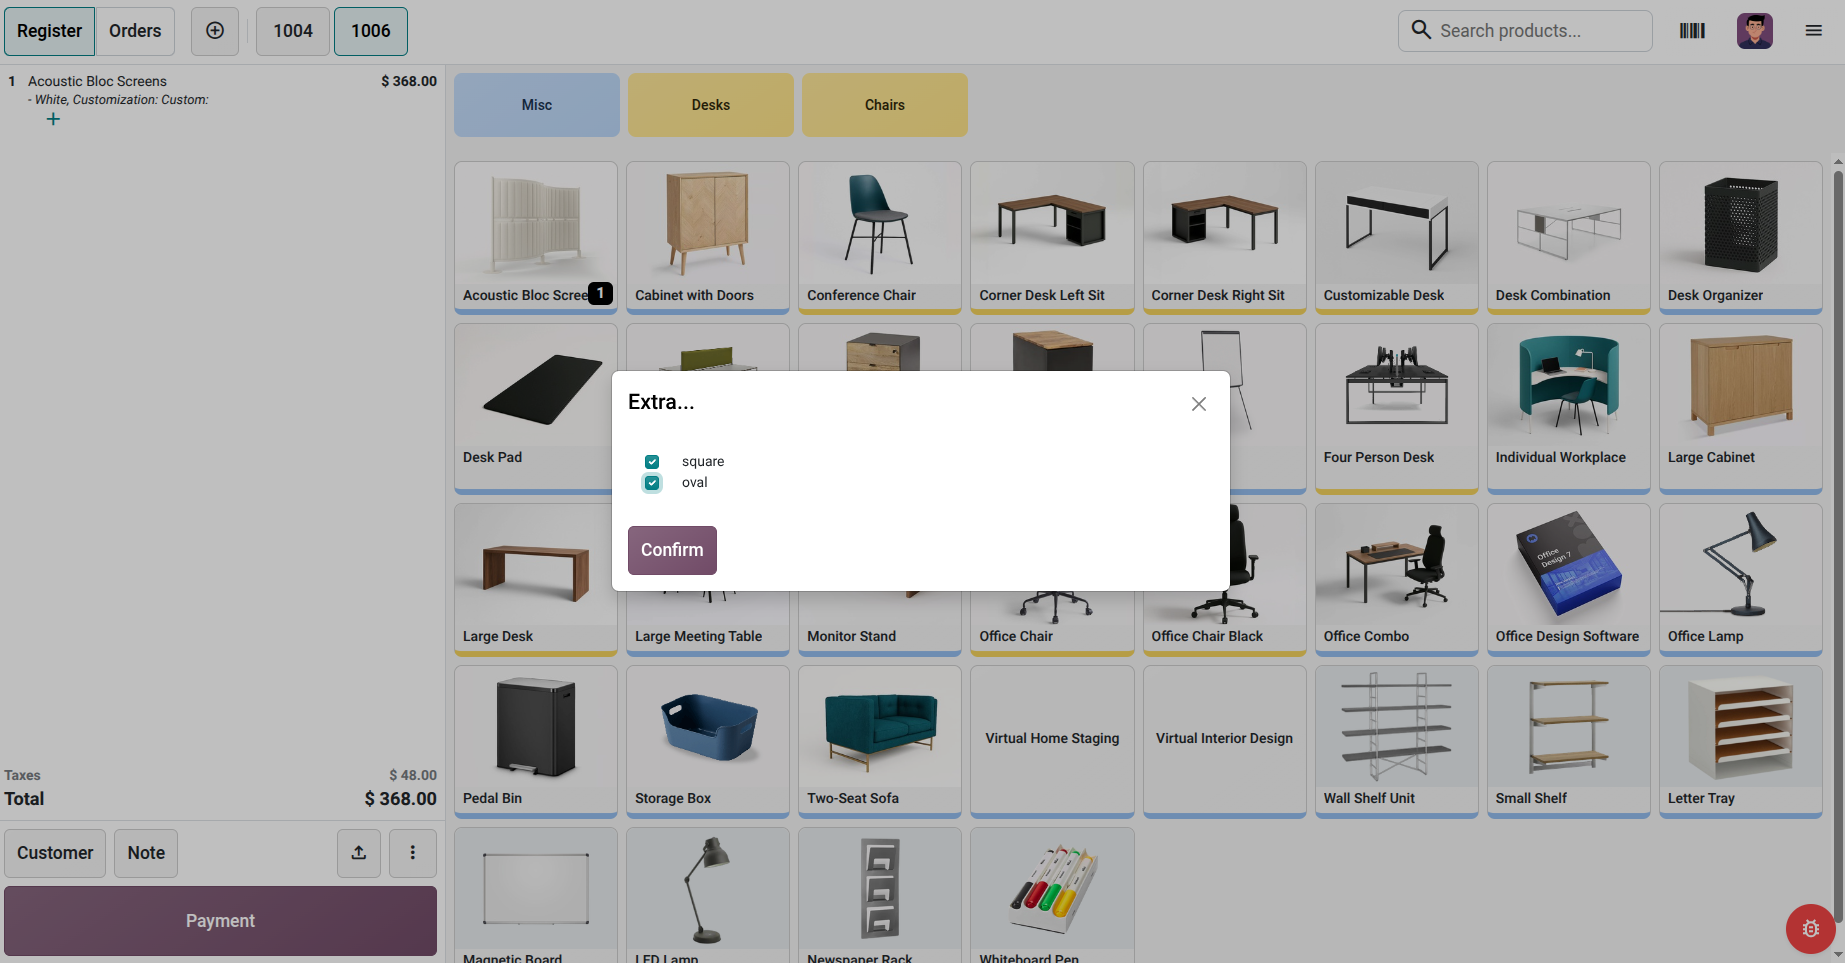 Register
Orders
1004
1006
Search products...
1 Acoustic Bloc Screens $ 368.00
- White, Customization: Custom:
Misc
Desks
Chairs
Acoustic Bloc Scree
1
Cabinet with Doors
Conference Chair
Corner Desk Left Sit
Corner Desk Right Sit
Customizable Desk
Desk Combination
Desk Organizer
Desk Pad
Four Person Desk
Individual Workplace
Large Cabinet
Extra...
square
oval
Confirm
Office
Design 7
Large Desk
Large Meeting Table
Monitor Stand
Office Chair
Office Chair Black
Office Combo
Office Design Software
Office Lamp
Pedal Bin
Storage Box
Two-Seat Sofa
Virtual Home Staging
Virtual Interior Design
Wall Shelf Unit
Small Shelf
Letter Tray
Magnetic Board
LED Lamp
Newspaper Rack
Whiteboard Pen
Taxes $ 48.00
Total $ 368.00
Customer
Note
Payment